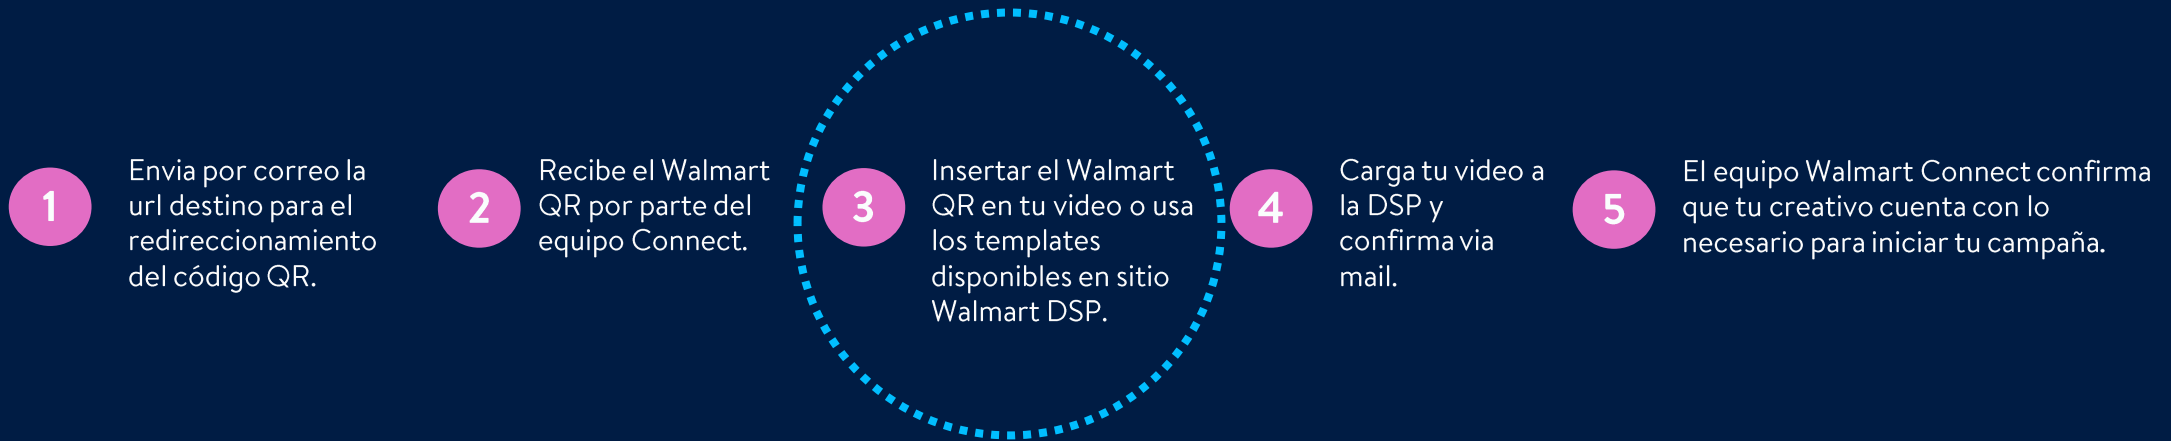 1
Envia por correo la
url destino para el
redireccionamiento
del código QR.
2
Recibe el Walmart
QR por parte del
equipo Connect.
3
Insertar el Walmart
QR en tu video o usa
los templates
disponibles en sitio
Walmart DSP.
4
Carga tu video a
la DSP y
confirma via
mail.
5
El equipo Walmart Connect confirma
que tu creativo cuenta con lo
necesario para iniciar tu campaña.